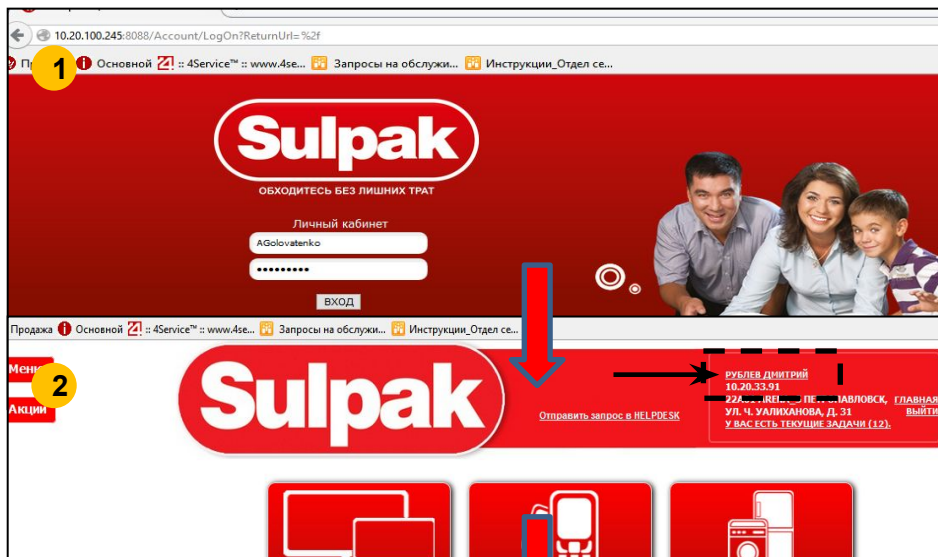 10.20.100.245:8088/Account/LogOn?ReturnUrl=%2f
1
Основной :: 4Service™ :: www.4se... Запросы на обслужи... Инструкции_Отдел се...
Sulpak
ОБХОДИТЕСЬ БЕЗ ЛИШНИХ ТРАТ
Личный кабинет
AGolovatenko
•••••••••
ВХОД
Продажа Основной :: 4Service™ :: www.4se... Запросы на обслужи... Инструкции_Отдел се...
2
Акции
Sulpak
Отправить запрос в HELPDESK
РУБЛЕВ ДМИТРИЙ
10.20.33.91
ПАВЛОВСК, ГЛАВНАЯ
УЛ. Ч. УАЛИХАНОВА, Д. 31 ВЫЙТИ
У ВАС ЕСТЬ ТЕКУЩИЕ ЗАДАЧИ (12).